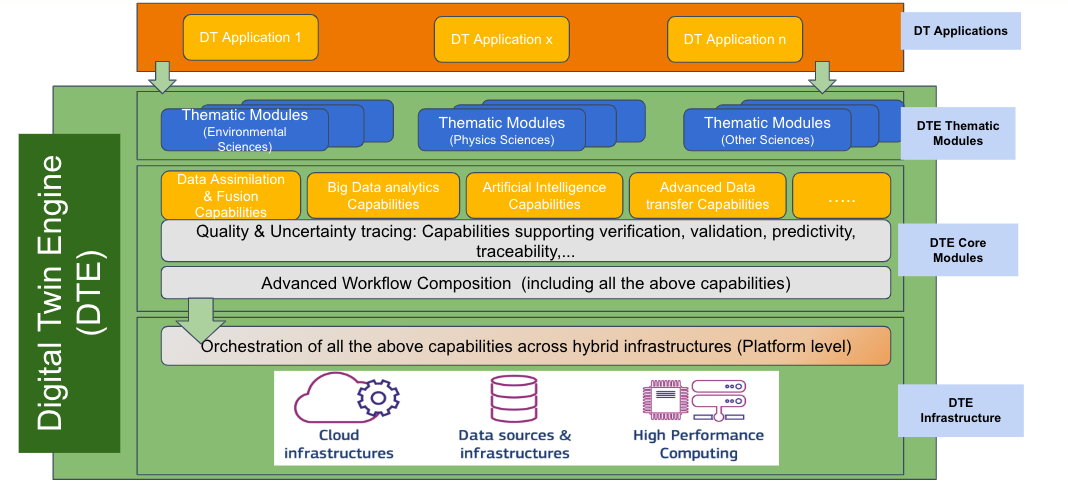 DT Application 1
DT Application x
DT Application n
DT Applications
Thematic Modules
(Environmental
Sciences)
Thematic Modules
(Physics Sciences)
Thematic Modules
(Other Sciences)
DTE Thematic
Modules
Digital Twin Engine
(DTE)
Data Assimilation
& Fusion
Capabilities
Big Data analytics
Capabilities
Artificial Intelligence
Capabilities
Advanced Data
transfer Capabilities
…..
Quality & Uncertainty tracing: Capabilities supporting verification, validation, predictivity,
traceability,...
DTE Core
Modules
Advanced Workflow Composition (including all the above capabilities)
Orchestration of all the above capabilities across hybrid infrastructures (Platform level)
Cloud
infrastructures
Data sources &
infrastructures
High Performance
Computing
DTE
Infrastructure